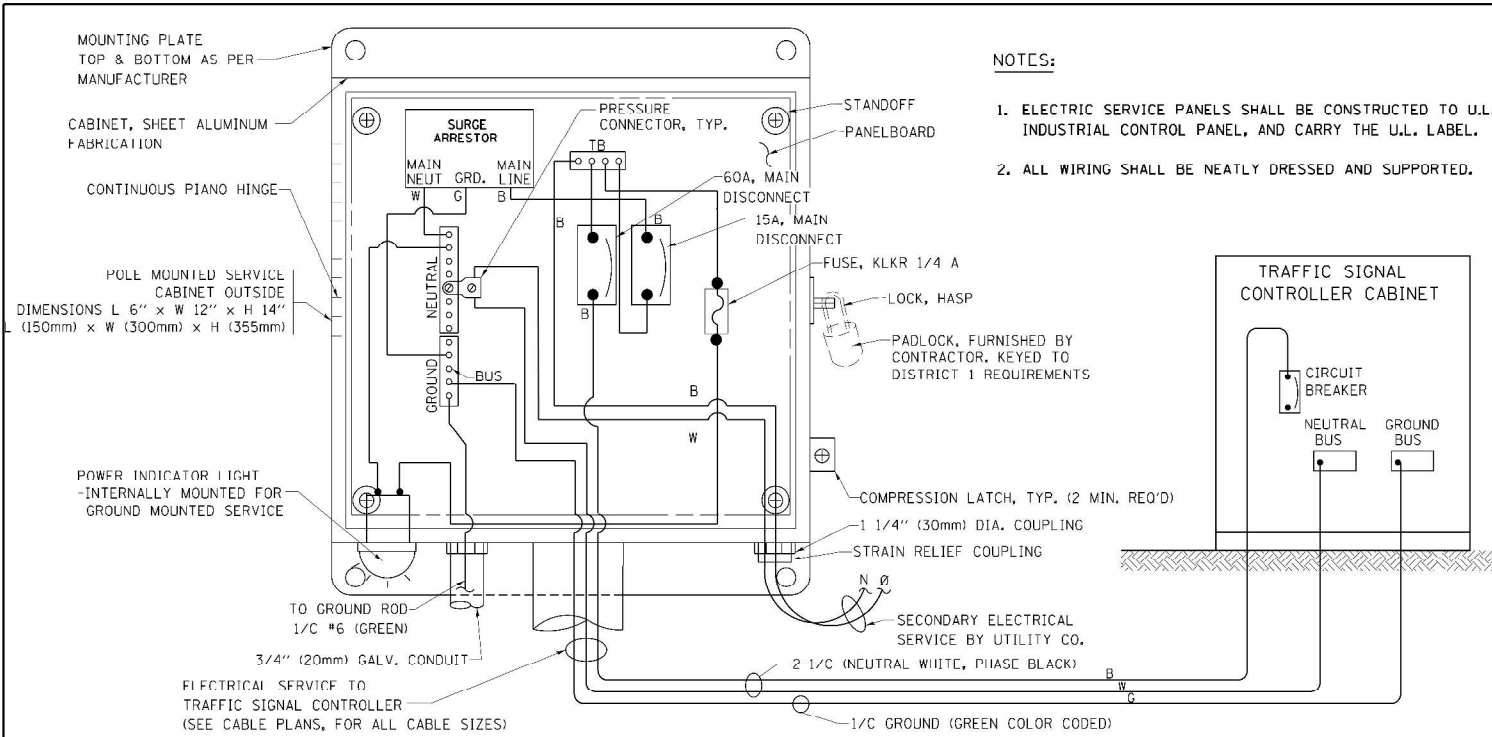 MOUNTING PLATE
TOP & BOTTOM AS PER
MANUFACTURER
CABINET, SHEET ALUMINUM
FABRICATION
CONTINUOUS PIANO HINGE
POLE MOUNTED SERVICE
CABINET OUTSIDE
DIMENSIONS L 6" x W 12" x H 14"
L (150mm) x W (300mm) x H (355mm)
POWER INDICATOR LIGHT
-INTERNALLY MOUNTED FOR
GROUND MOUNTED SERVICE
SURGE
ARRESTOR
MAIN
NEUT
GRD.
MAIN
LINE
W
G
B
PRESSURE
CONNECTOR, TYP.
TB
NEUTRAL
GROUND
BUS
B
B
B
B
W
STANDOFF
PANELBOARD
60A, MAIN
DISCONNECT
15A, MAIN
DISCONNECT
FUSE, KLKR 1/4 A
LOCK, HASP
PADLOCK, FURNISHED BY
CONTRACTOR. KEYED TO
DISTRICT 1 REQUIREMENTS
COMPRESSION LATCH, TYP. (2 MIN. REQ'D)
1 1/4" (30mm) DIA. COUPLING
STRAIN RELIEF COUPLING
N Ø
SECONDARY ELECTRICAL
SERVICE BY UTILITY CO.
TO GROUND ROD
1/C #6 (GREEN)
3/4" (20mm) GALV. CONDUIT
ELECTRICAL SERVICE TO
TRAFFIC SIGNAL CONTROLLER
(SEE CABLE PLANS, FOR ALL CABLE SIZES)
2 1/C (NEUTRAL WHITE, PHASE BLACK)
B
W
G
1/C GROUND (GREEN COLOR CODED)
NOTES:
1. ELECTRIC SERVICE PANELS SHALL BE CONSTRUCTED TO U.L.
INDUSTRIAL CONTROL PANEL, AND CARRY THE U.L. LABEL.
2. ALL WIRING SHALL BE NEATLY DRESSED AND SUPPORTED.
TRAFFIC SIGNAL
CONTROLLER CABINET
CIRCUIT
BREAKER
NEUTRAL
BUS
GROUND
BUS